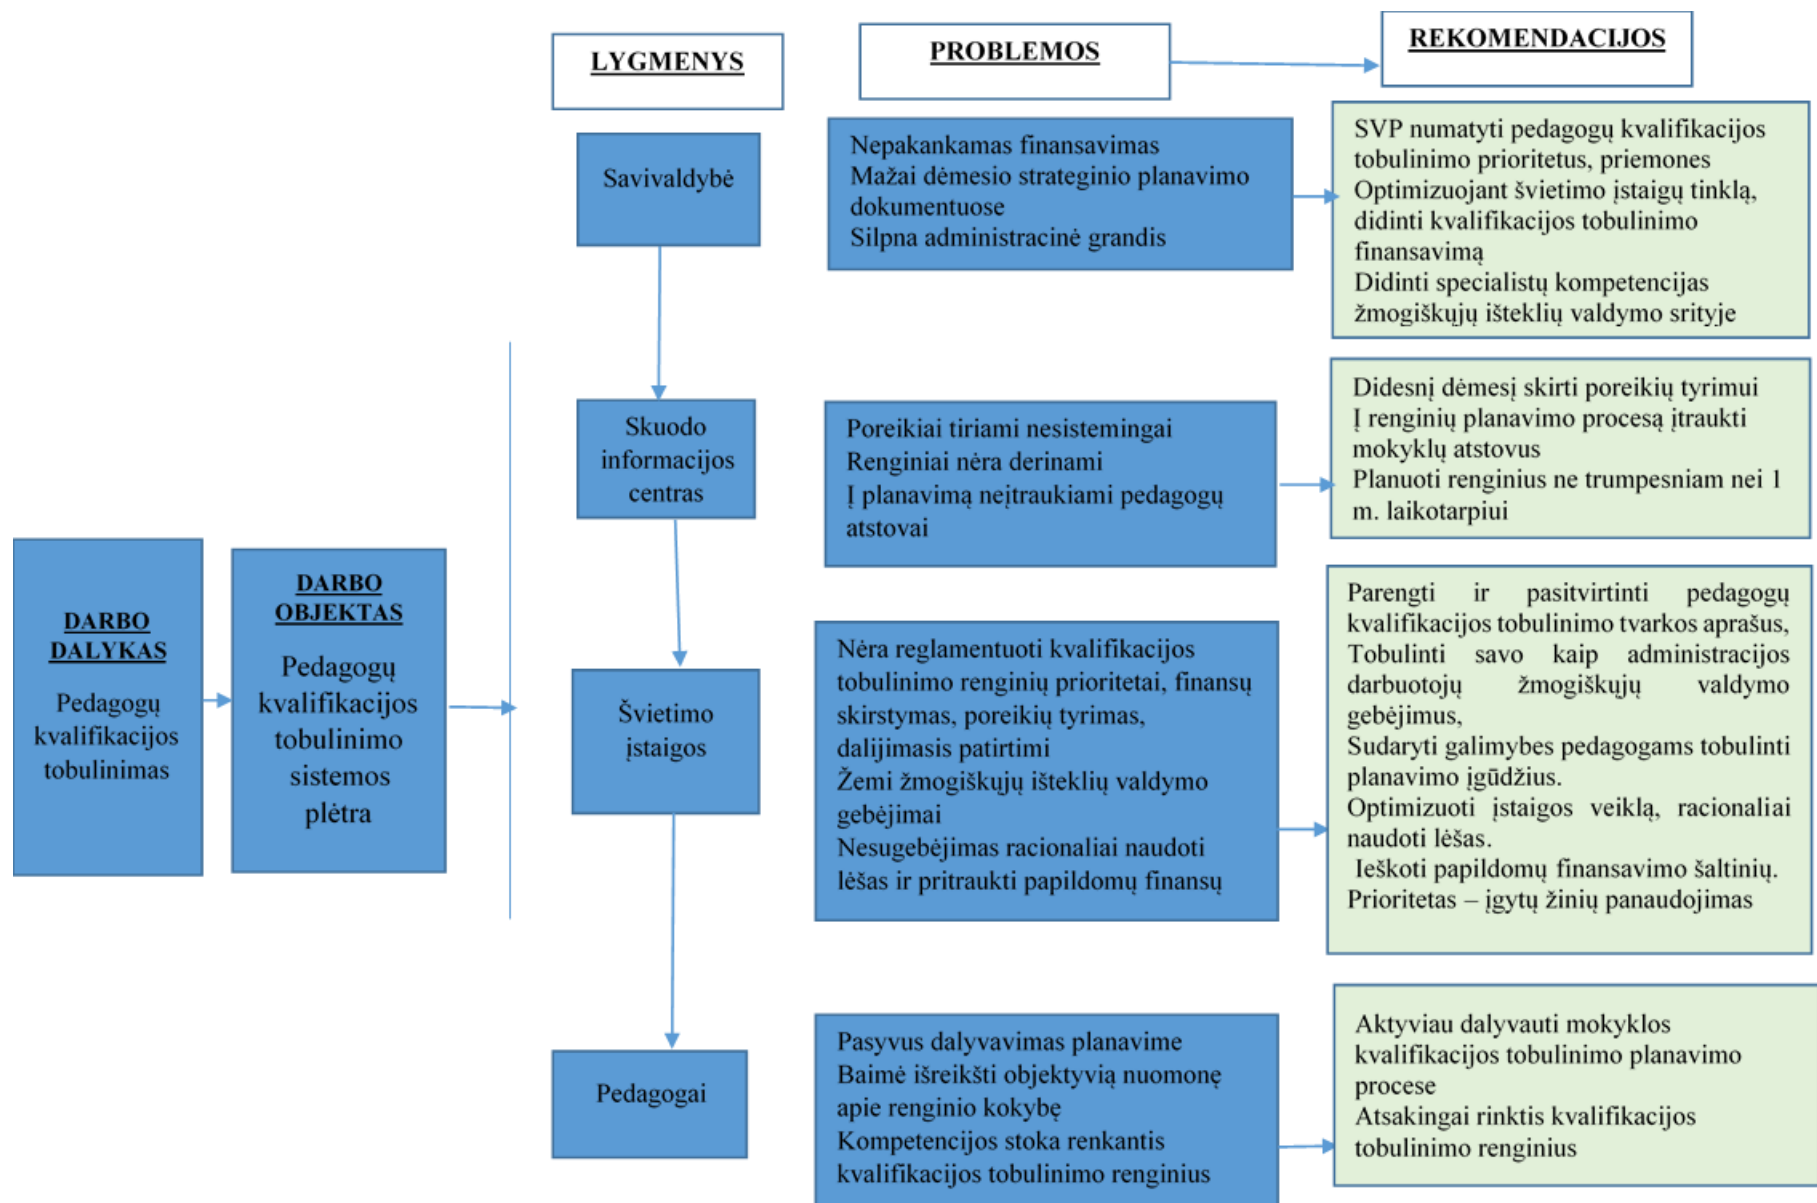 LYGMENYS
PROBLEMOS
REKOMENDACIJOS
Savivaldybė
Nepakankamas finansavimas
Mažai dėmesio strateginio planavimo
dokumentuose
Silpna administracinė grandis
SVP numatyti pedagogų kvalifikacijos
tobulinimo prioritetus, priemones
Optimizuojant švietimo įstaigų tinklą,
didinti kvalifikacijos tobulinimo
finansavimą
Didinti specialistų kompetencijas
žmogiškųjų išteklių valdymo srityje
Skuodo
informacijos
centras
Poreikiai tiriami nesistemingai
Renginiai nėra derinami
Į planavimą neįtraukiami pedagogų
atstovai
Didesnį dėmesį skirti poreikių tyrimui
Į renginių planavimo procesą įtraukti
mokyklų atstovus
Planuoti renginius ne trumpesniam nei 1
m. laikotarpiui
DARBO
DALYKAS
Pedagogų
kvalifikacijos
tobulinimas
DARBO
OBJEKTAS
Pedagogų
kvalifikacijos
tobulinimo
sistemos
plėtra
Švietimo
įstaigos
Nėra reglamentuoti kvalifikacijos
tobulinimo renginių prioritetai, finansų
skirstymas, poreikių tyrimas,
dalijimasis patirtimi
Žemi žmogiškųjų išteklių valdymo
gebėjimai
Nesugebėjimas racionaliai naudoti
lėšas ir pritraukti papildomų finansų
Parengti ir pasitvirtinti pedagogų
kvalifikacijos tobulinimo tvarkos aprašus,
Tobulinti savo kaip administracijos
darbuotojų žmogiškųjų valdymo
gebėjimus,
Sudaryti galimybes pedagogams tobulinti
planavimo įgūdžius.
Optimizuoti įstaigos veiklą, racionaliai
naudoti lėšas.
Ieškoti papildomų finansavimo šaltinių.
Prioritetas – įgytų žinių panaudojimas
Pedagogai
Pasyvus dalyvavimas planavime
Baimė išreikšti objektyvią nuomonę
apie renginio kokybę
Kompetencijos stoka renkantis
kvalifikacijos tobulinimo renginius
Aktyviau dalyvauti mokyklos
kvalifikacijos tobulinimo planavimo
procese
Atsakingai rinktis kvalifikacijos
tobulinimo renginius